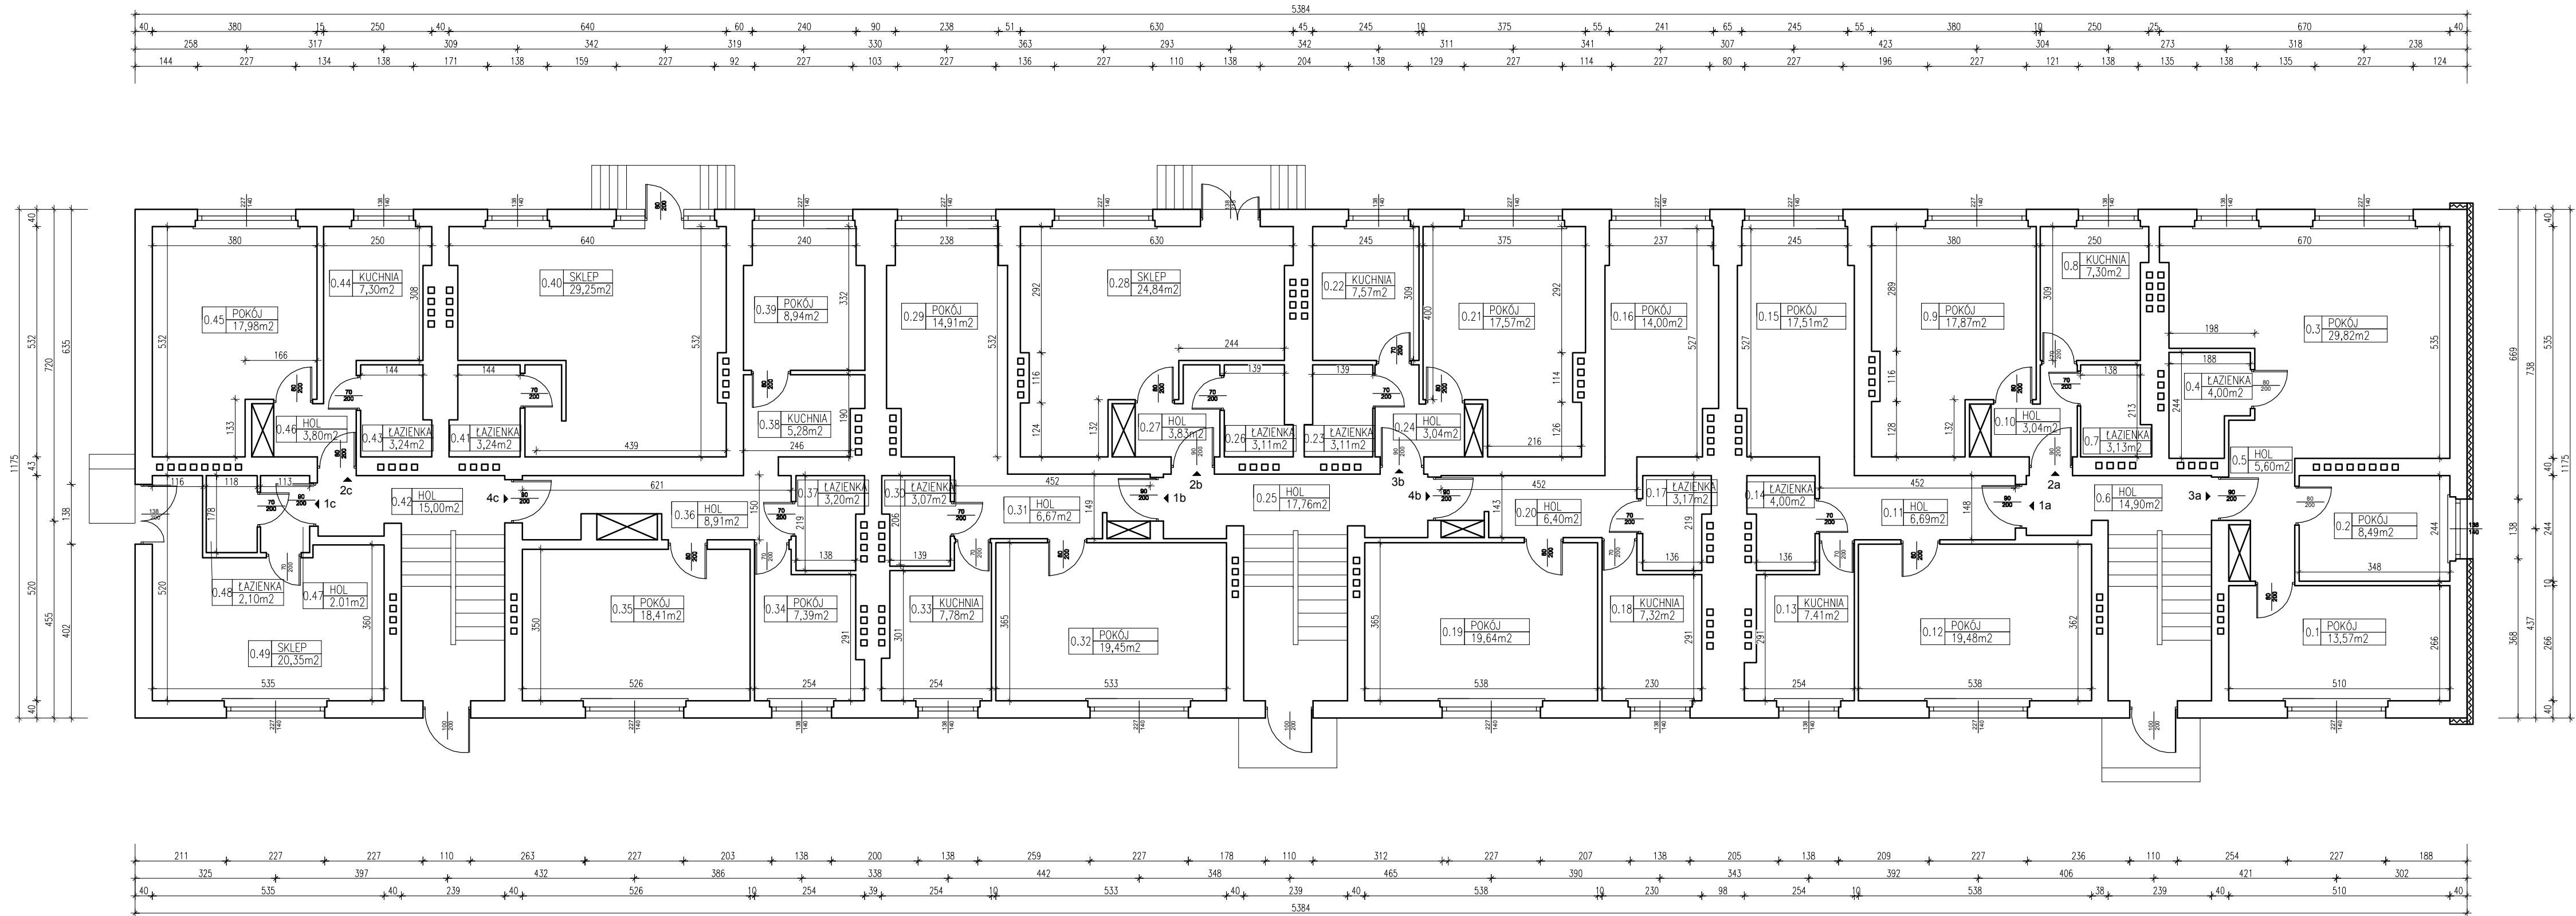 5384
40 380 15 250 40 640 60 240 90 238 51 630 45 245 10 375 55 241 65 245 55 380 10 250 25 670 40
258 317 309 342 319 330 363 293 342 311 341 307 423 304 273 318 238
144 227 134 138 171 138 159 227 92 227 103 227 136 227 110 138 204 138 129 227 114 227 80 227 196 227 121 138 135 138 135 227 124
380 250 640 240 238 630 245 375 237 245 380 250 670
0.45 POKÓJ
17,98m2
0.44 KUCHNIA
7,30m2
0.40 SKLEP
29,25m2
0.39 POKÓJ
8,94m2
0.29 POKÓJ
14,91m2
0.28 SKLEP
24,84m2
0.22 KUCHNIA
7,57m2
0.21 POKÓJ
17,57m2
0.16 POKÓJ
14,00m2
0.15 POKÓJ
17,51m2
0.9 POKÓJ
17,87m2
0.8 KUCHNIA
7,30m2
0.3 POKÓJ
29,82m2
0.4 ŁAZIENKA
4,00m2
0.46 HOL
3,80m2
0.43 ŁAZIENKA
3,24m2
0.41 ŁAZIENKA
3,24m2
0.38 KUCHNIA
5,28m2
0.27 HOL
3,83m2
0.26 ŁAZIENKA
3,11m2
0.23 ŁAZIENKA
3,11m2
0.24 HOL
3,04m2
0.10 HOL
3,04m2
0.7 ŁAZIENKA
3,13m2
0.5 HOL
5,60m2
2c 1c 4c 2b 1b 3b 4b 2a 1a 3a
0.42 HOL
15,00m2
0.36 HOL
8,91m2
0.37 ŁAZIENKA
3,20m2
0.30 ŁAZIENKA
3,07m2
0.31 HOL
6,67m2
0.25 HOL
17,76m2
0.20 HOL
6,40m2
0.17 ŁAZIENKA
3,17m2
0.14 ŁAZIENKA
4,00m2
0.11 HOL
6,69m2
0.6 HOL
14,90m2
0.2 POKÓJ
8,49m2
0.48 ŁAZIENKA
2,10m2
0.47 HOL
2.01m2
0.49 SKLEP
20,35m2
0.35 POKÓJ
18,41m2
0.34 POKÓJ
7,39m2
0.33 KUCHNIA
7,78m2
0.32 POKÓJ
19,45m2
0.19 POKÓJ
19,64m2
0.18 KUCHNIA
7,32m2
0.13 KUCHNIA
7.41m2
0.12 POKÓJ
19,48m2
0.1 POKÓJ
13,57m2
535 526 254 254 533 538 230 254 538 510
211 227 227 110 263 227 203 138 200 138 259 227 178 110 312 227 207 138 205 138 209 227 236 110 254 227 188
325 397 432 386 338 442 348 465 390 343 392 406 421 302
40 535 40 239 40 526 10 254 39 254 10 533 40 239 40 538 10 230 98 254 10 538 38 239 40 510 40
5384